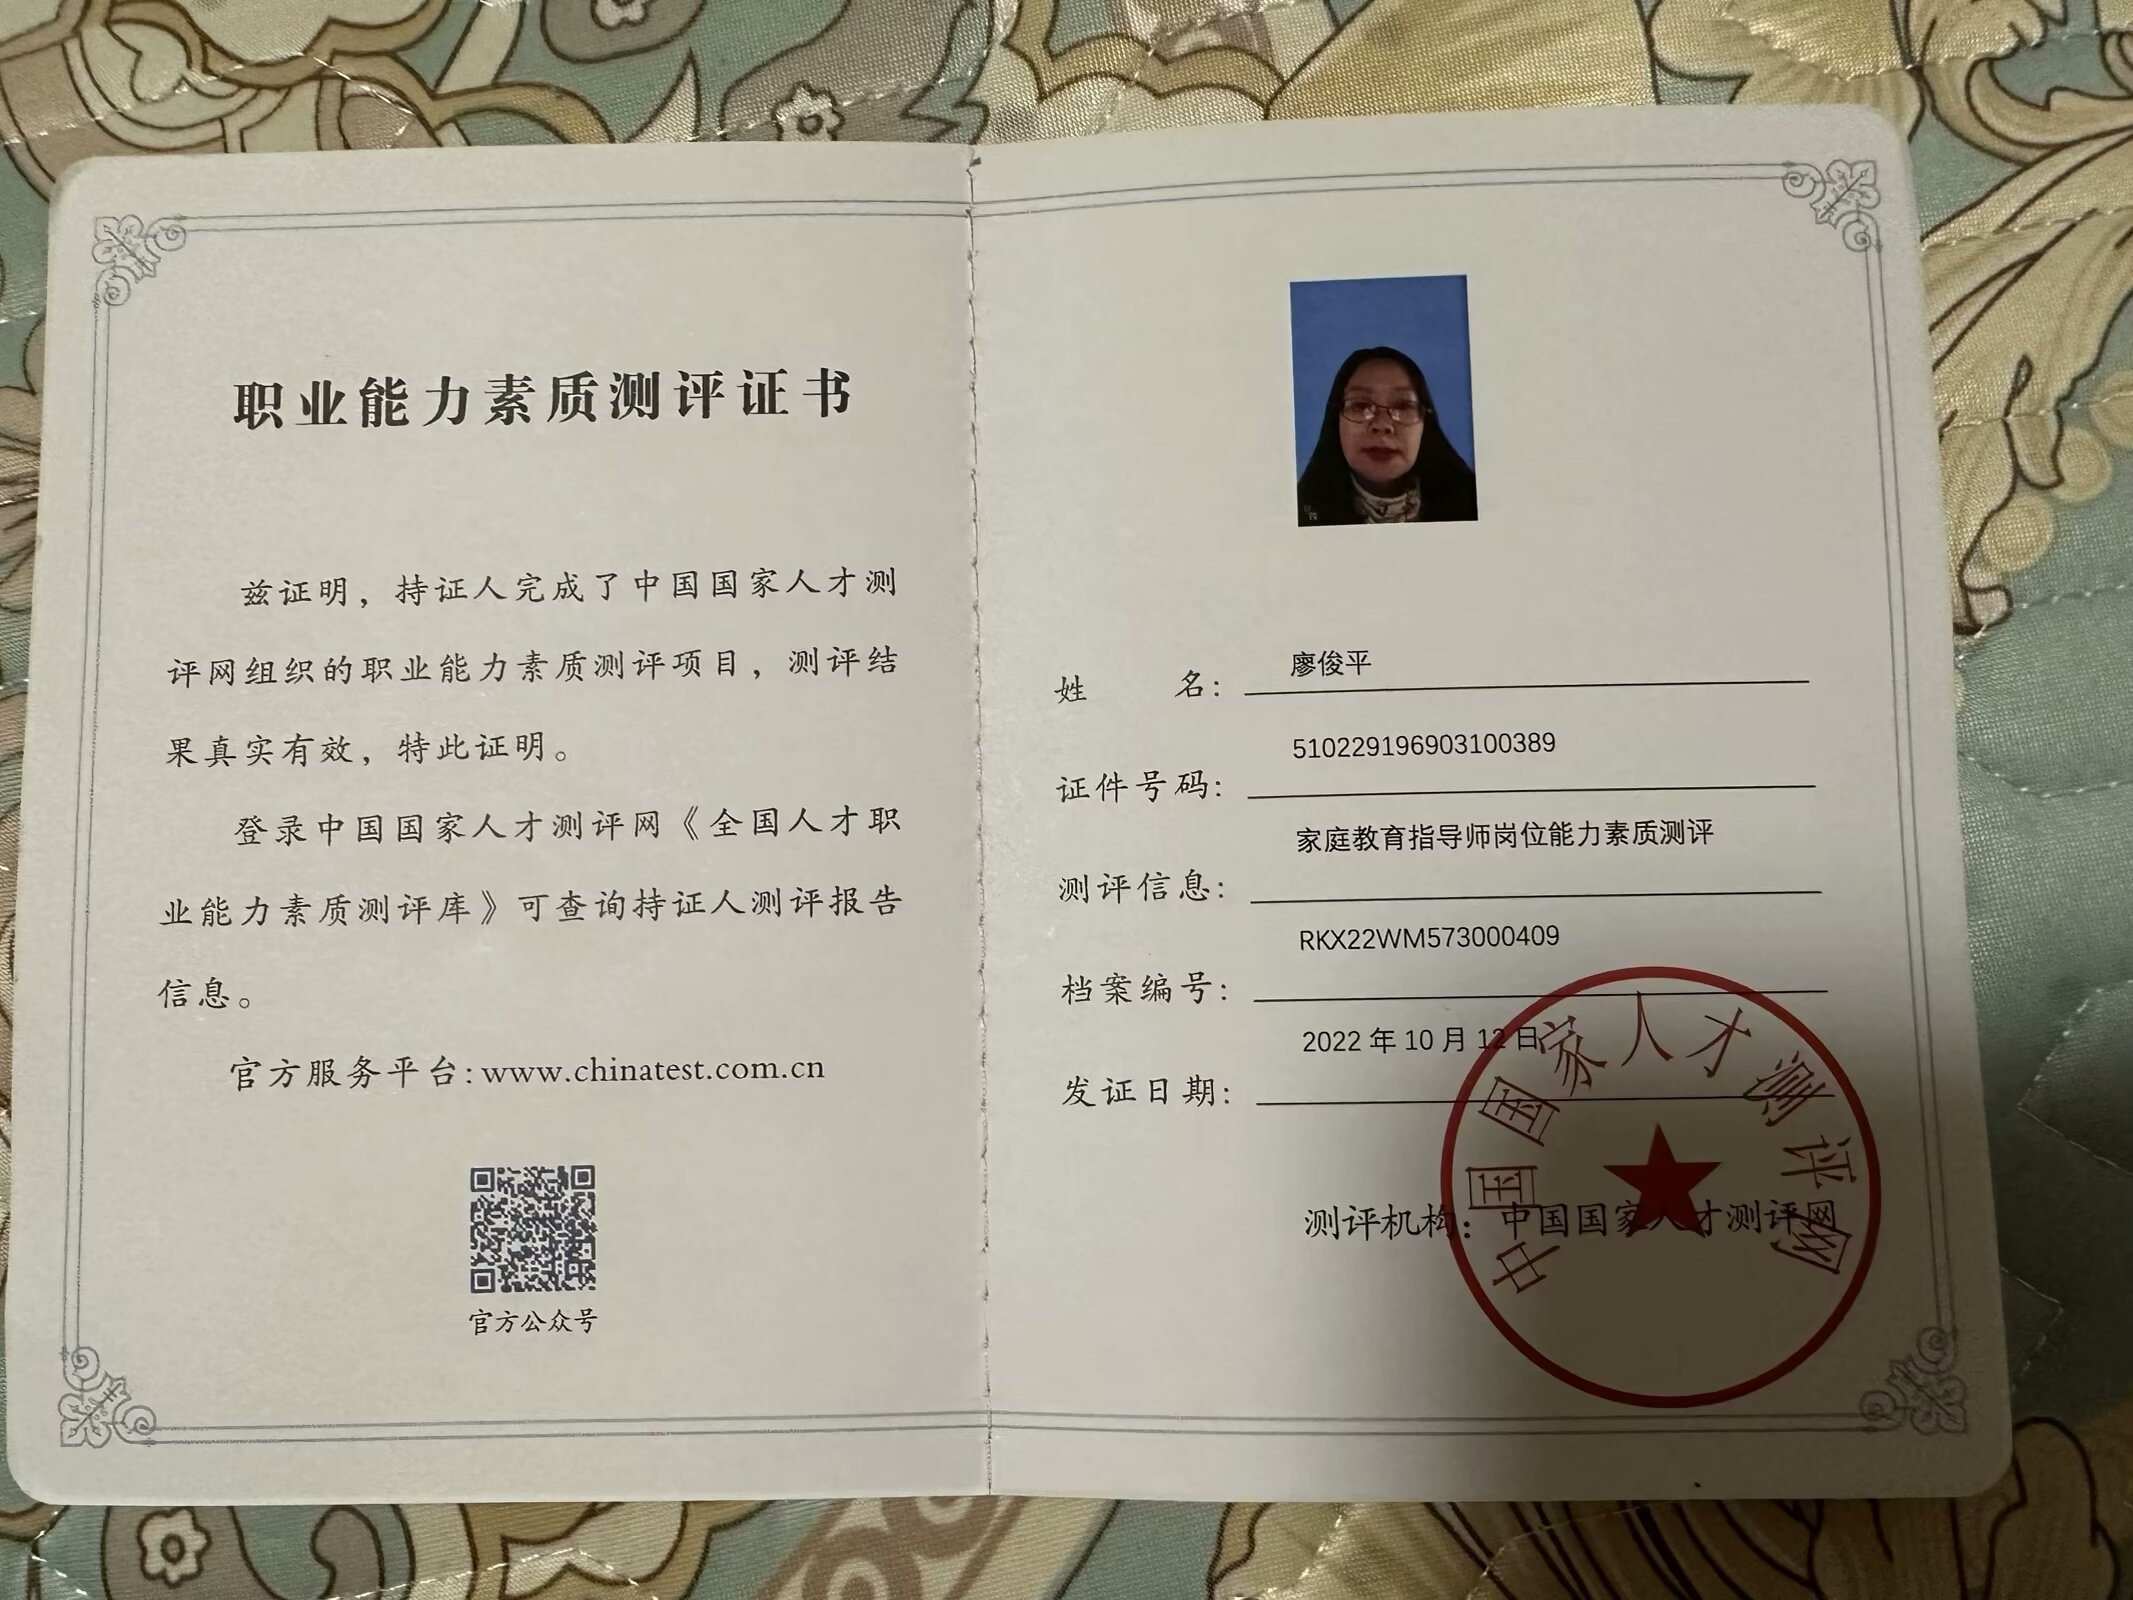 职业能力素质测评证书
兹证明，持证人完成了中国国家人才测
评网组织的职业能力素质测评项目，测评结
果真实有效，特此证明。
登录中国国家人才测评网《全国人才职
业能力素质测评库》可查询持证人测评报告
信息。
官方服务平台:www.chinatest.com.cn
官方公众号
姓 名： 廖俊平
证件号码: 510229196903100389
测评信息: 家庭教育指导师岗位能力素质测评
档案编号: RKX22WM573000409
发证日期: 2022 年 10 月 12 日
测评机构：中国国家人才测评网
中国国家人才测评网